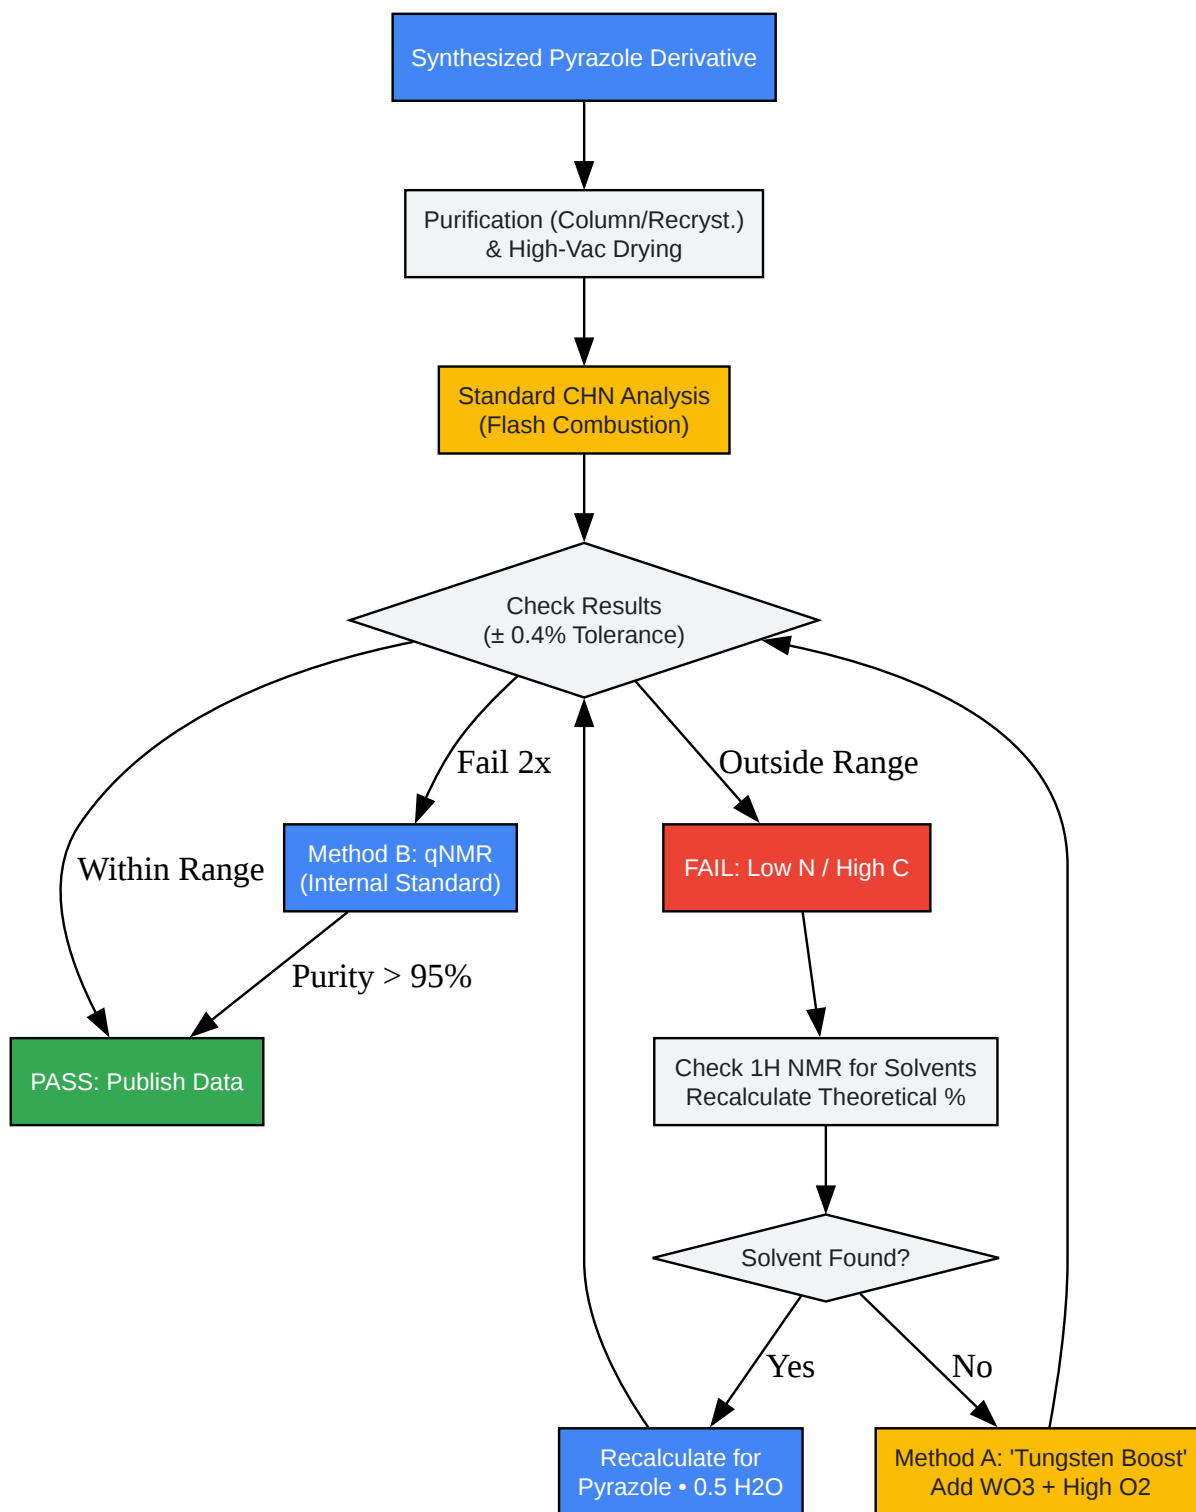 Synthesized Pyrazole Derivative
Purification (Column/Recryst.)
& High-Vac Drying
Standard CHN Analysis
(Flash Combustion)
Check Results
(± 0.4% Tolerance)
Fail 2x
Outside Range
Within Range
Method B: qNMR
(Internal Standard)
FAIL: Low N / High C
Purity > 95%
PASS: Publish Data
Check 1H NMR for Solvents
Recalculate Theoretical %
Solvent Found?
Yes
No
Recalculate for
Pyrazole • 0.5 H2O
Method A: 'Tungsten Boost'
Add WO3 + High O2